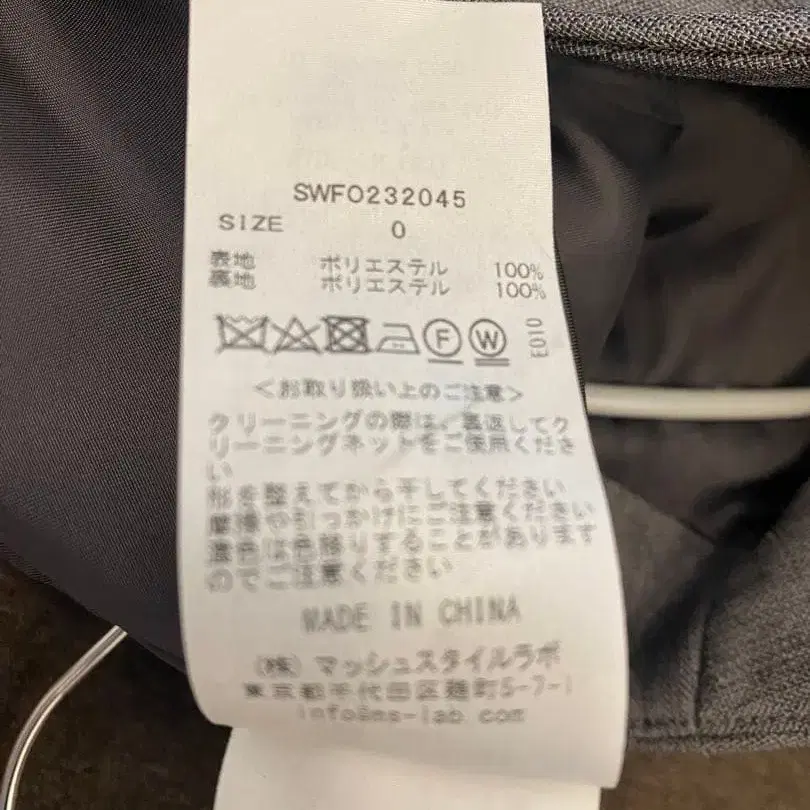 SWFO232045
SIZE 0
表地 ポリエステル 100%
裏地 ポリエステル 100%
F W E010
<お取り扱い上のご注意>
クリーニングの際は、裏返してク
リーニングネットをご使用くださ
い
形を整えてから干してください
摩擦や引っかけにご注意ください
濃色は色移りすることがあります
のでご注意ください
MADE IN CHINA
(株) マッシュスタイルラボ
東京都千代田区麹町5-7-1
info@ms-lab.com